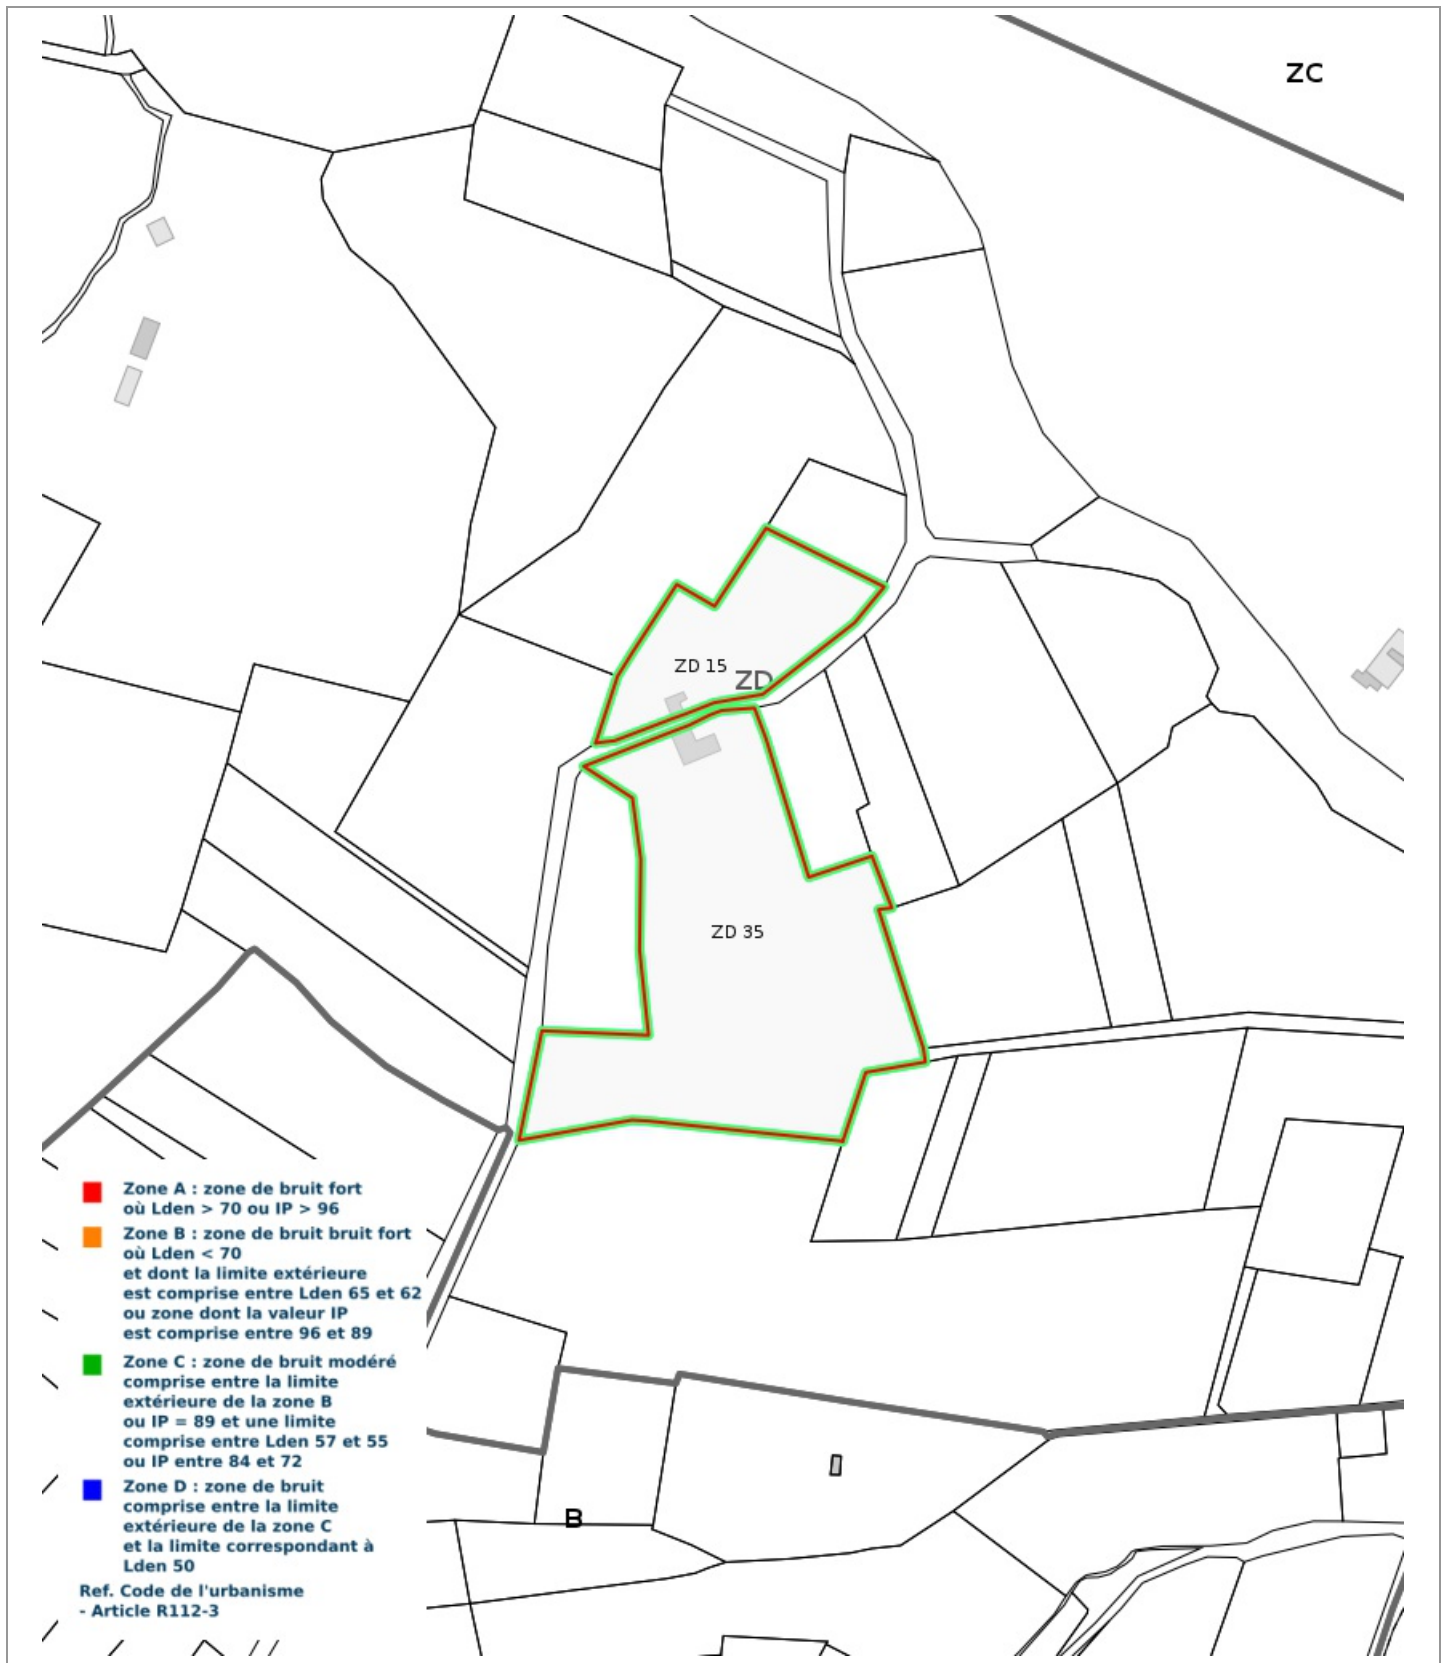 ZC
ZD 15
ZD
ZD 35
Zone A : zone de bruit fort
où Lden > 70 ou IP > 96
Zone B : zone de bruit bruit fort
où Lden < 70
et dont la limite extérieure
est comprise entre Lden 65 et 62
ou zone dont la valeur IP
est comprise entre 96 et 89
Zone C : zone de bruit modéré
comprise entre la limite
extérieure de la zone B
ou IP = 89 et une limite
comprise entre Lden 57 et 55
ou IP entre 84 et 72
Zone D : zone de bruit
comprise entre la limite
extérieure de la zone C
et la limite correspondant à
Lden 50
Ref. Code de l'urbanisme
- Article R112-3
B